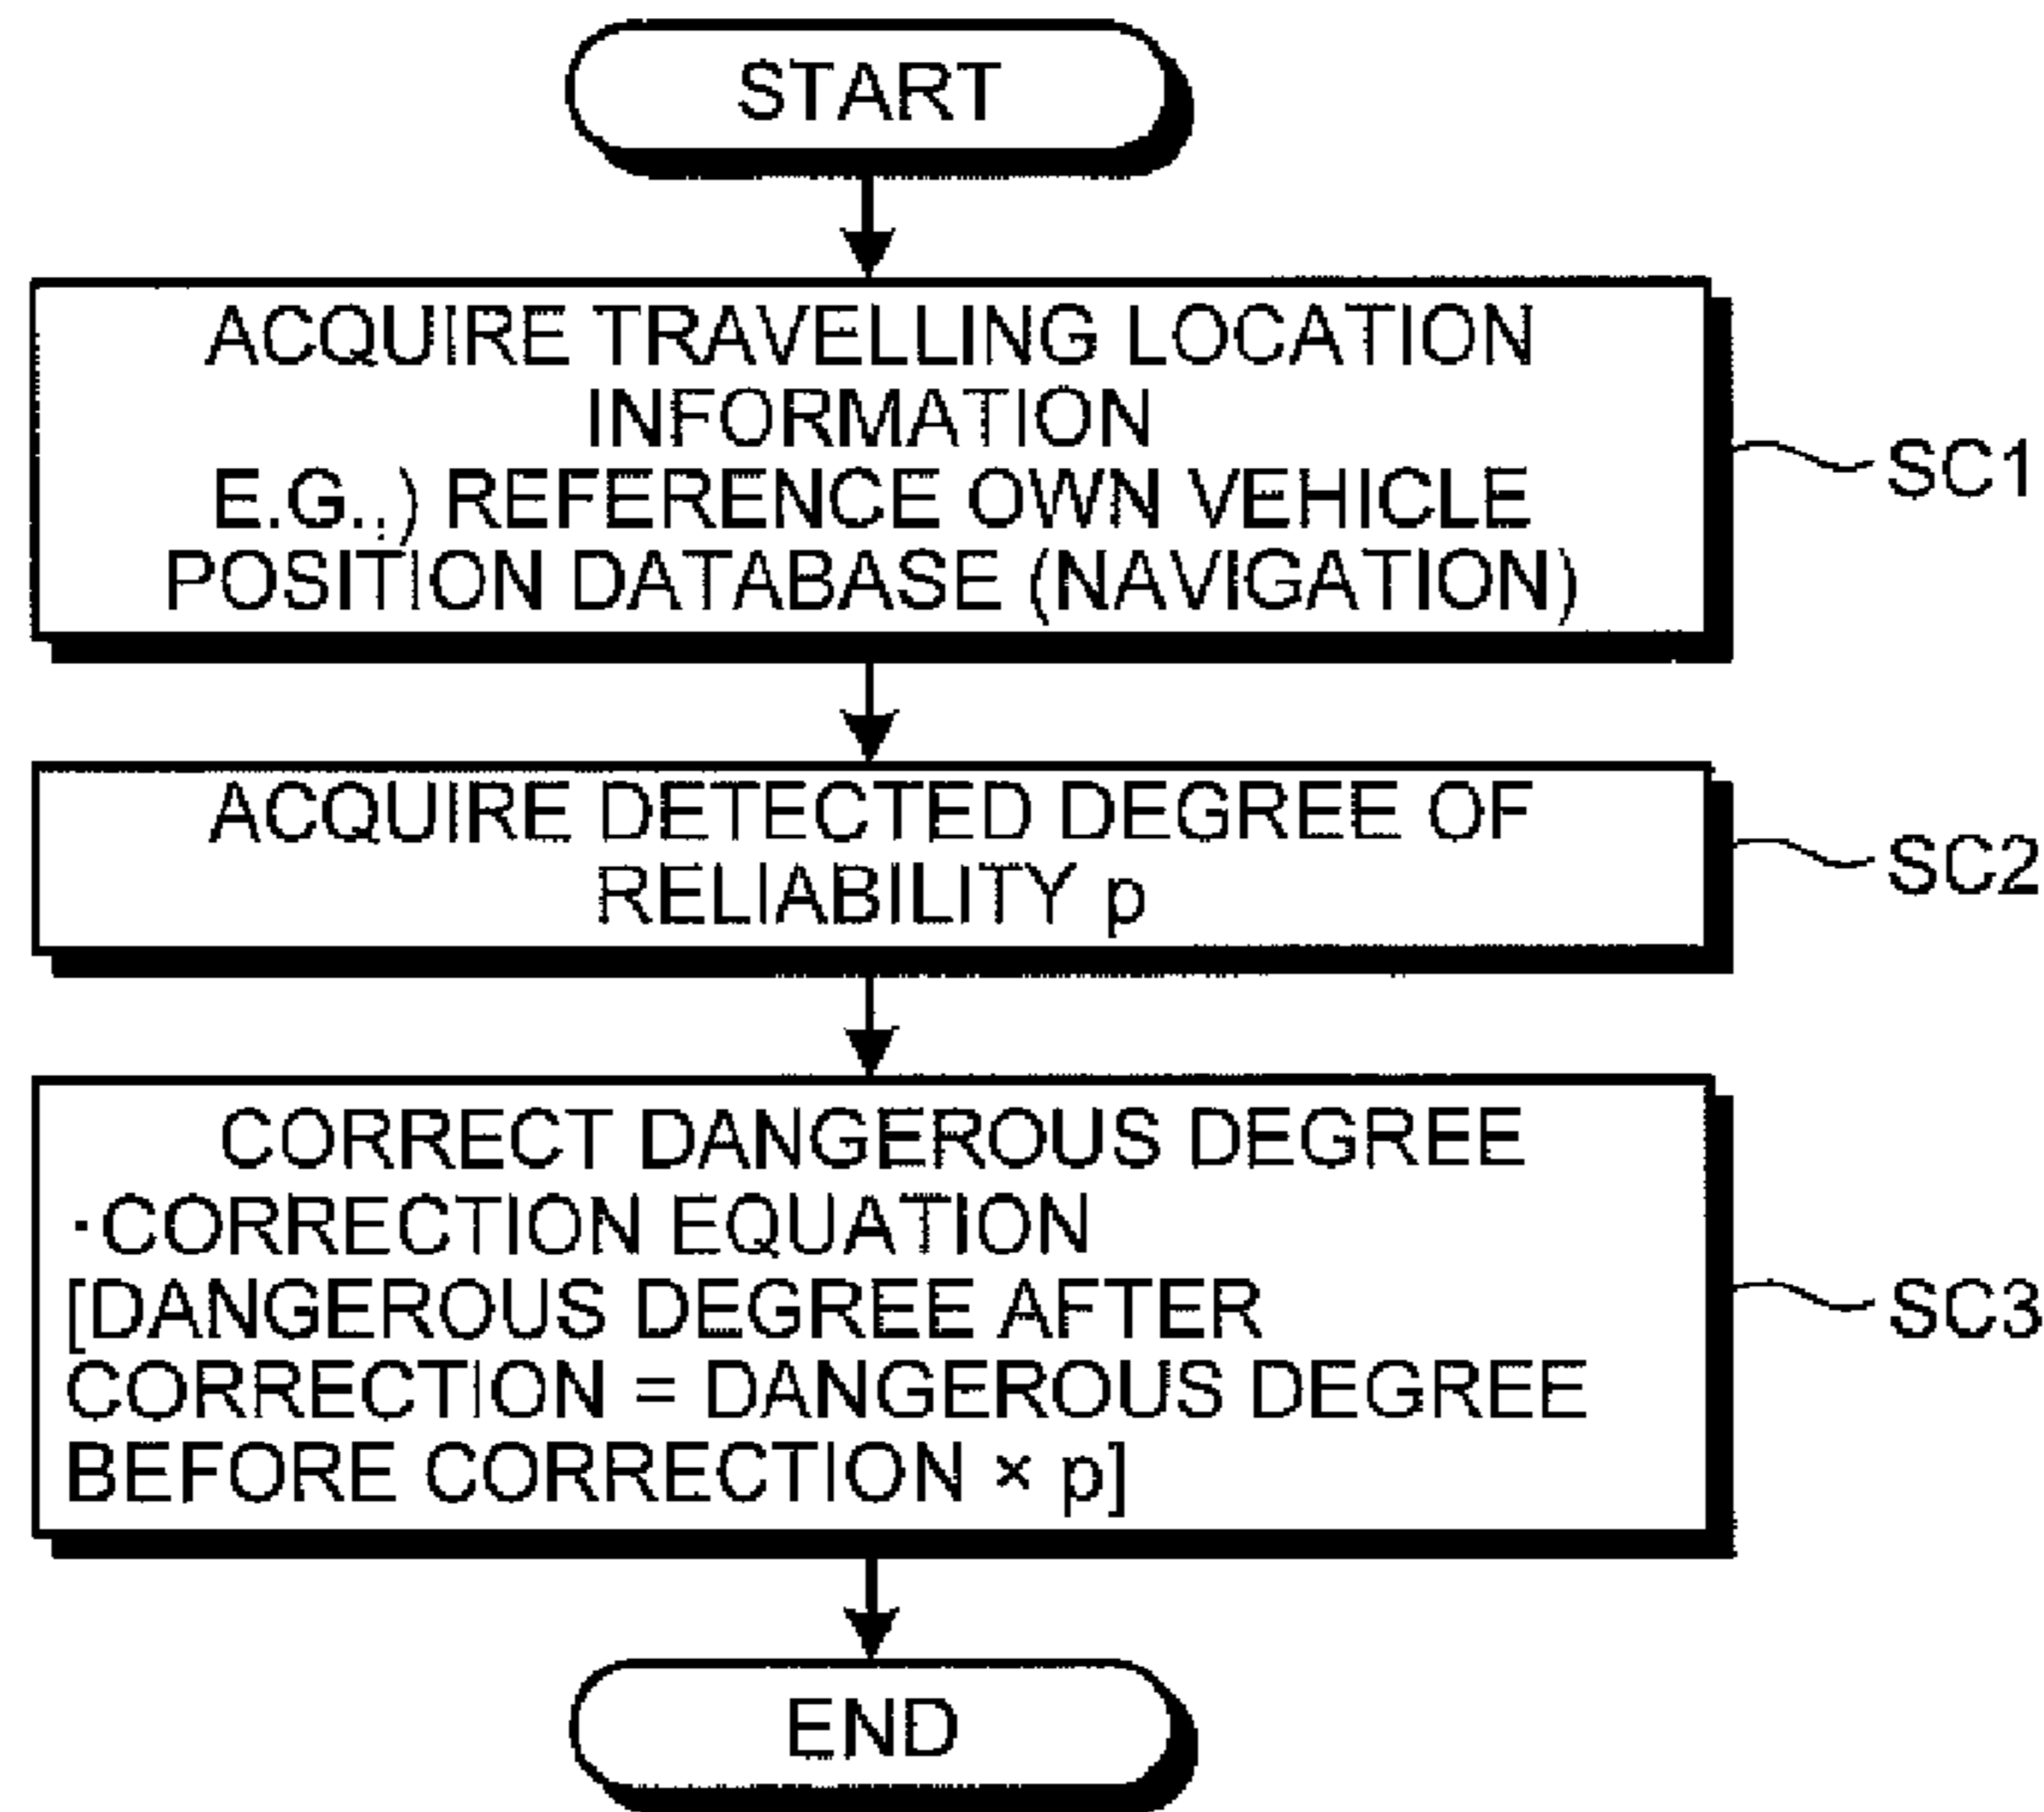 START
ACQUIRE TRAVELLING LOCATION
INFORMATION
E.G.,) REFERENCE OWN VEHICLE
POSITION DATABASE (NAVIGATION)
SC1
ACQUIRE DETECTED DEGREE OF
RELIABILITY p
SC2
CORRECT DANGEROUS DEGREE
·CORRECTION EQUATION
[DANGEROUS DEGREE AFTER
CORRECTION = DANGEROUS DEGREE
BEFORE CORRECTION × p]
SC3
END